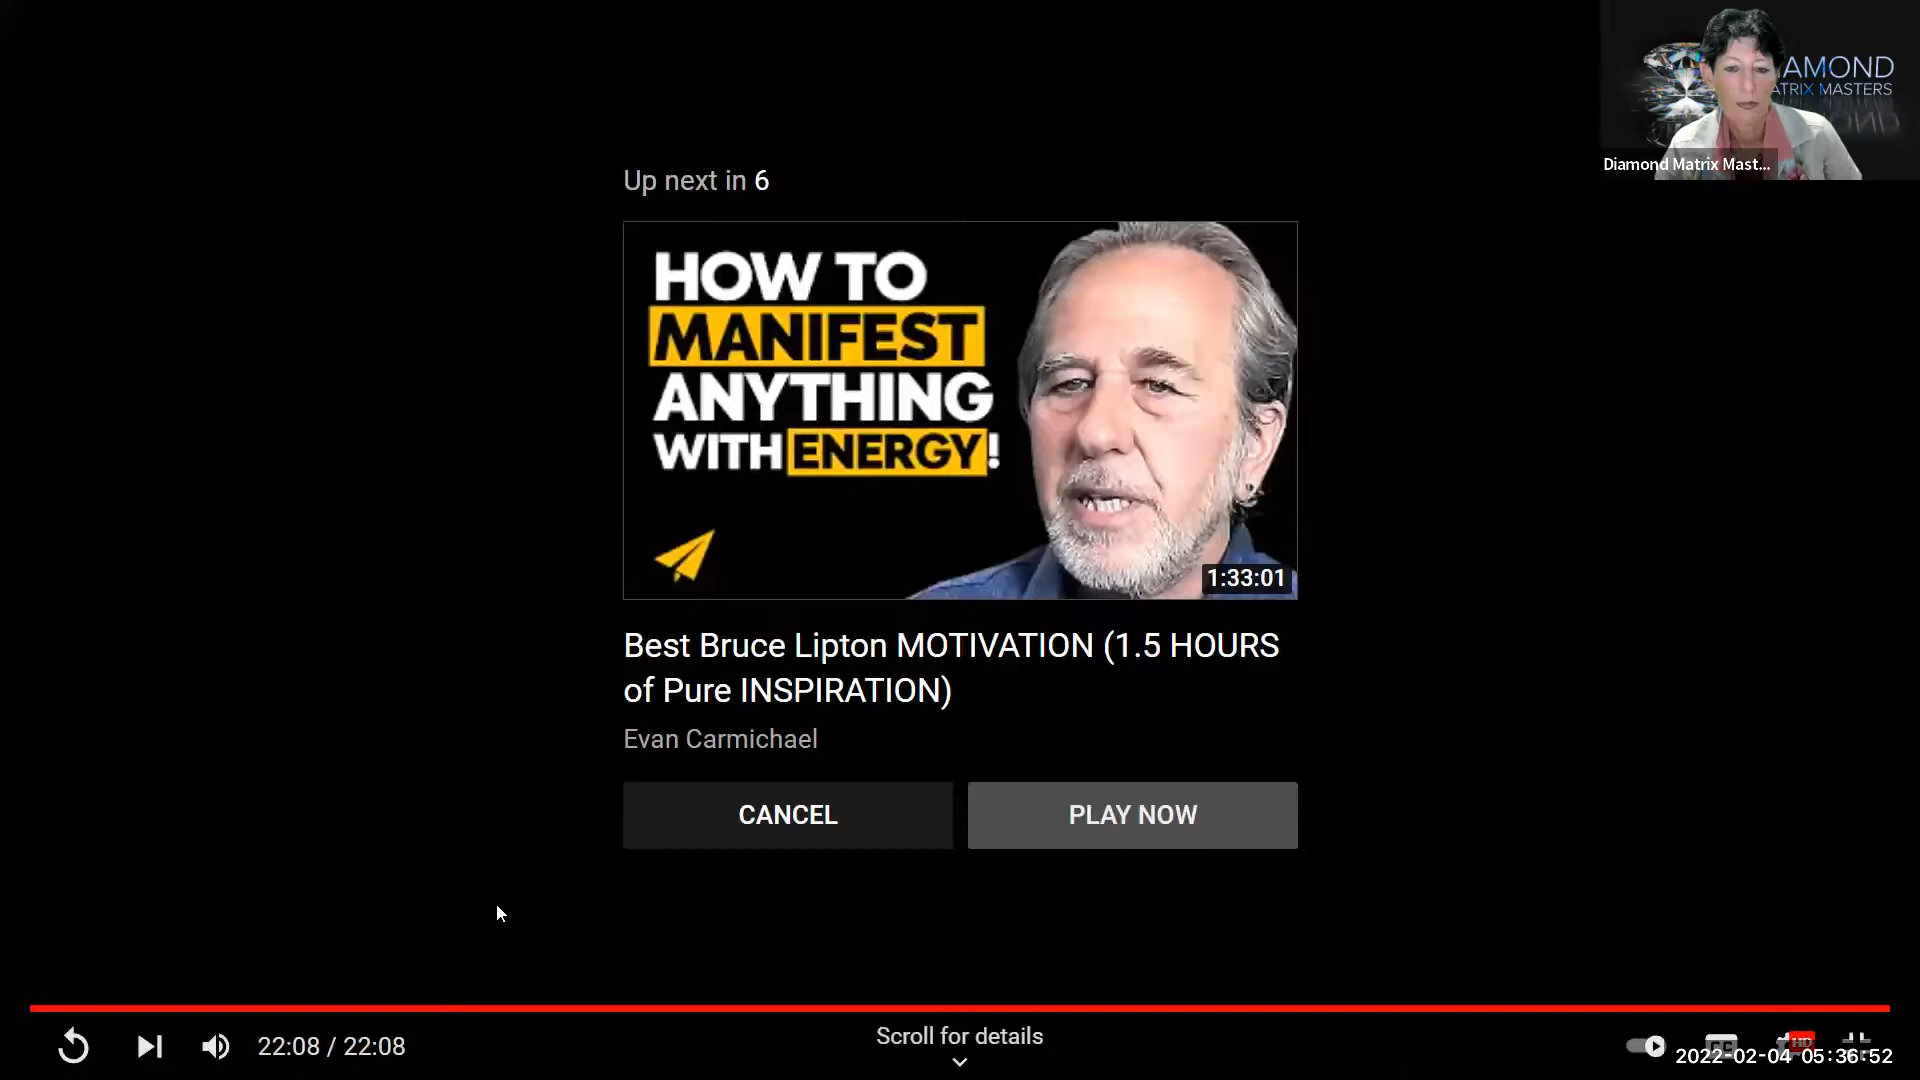 AMOND
ATRIX MASTERS
Diamond Matrix Mast...
Up next in 6
HOW TO
MANIFEST
ANYTHING
WITH ENERGY!
1:33:01
Best Bruce Lipton MOTIVATION (1.5 HOURS
of Pure INSPIRATION)
Evan Carmichael
CANCEL
PLAY NOW
22:08 / 22:08
Scroll for details
CC
HD
2022-02-04 05:36:52